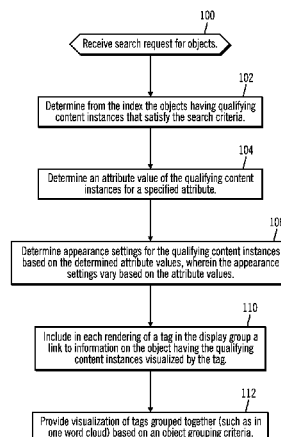 100
Receive search request for objects.
102
Determine from the index the objects having qualifying
content instances that satisfy the search criteria.
104
Determine an attribute value of the qualifying content
instances for a specified attribute.
Determine appearance settings for the qualifying content instances
based on the determined attribute values, wherein the appearance
settings vary based on the attribute values.
110
Include in each rendering of a tag in the display group a
link to information on the object having the qualifying
content instances visualized by the tag.
112
Provide visualization of tags grouped together (such as in
one word cloud) based on an object grouping criteria.